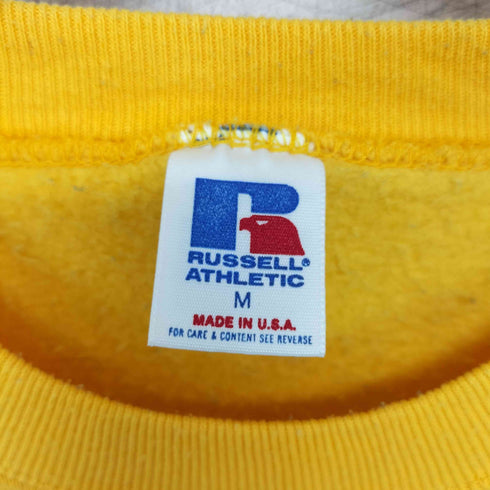 R
RUSSELL®
ATHLETIC
M
MADE IN U.S.A.
FOR CARE & CONTENT SEE REVERSE